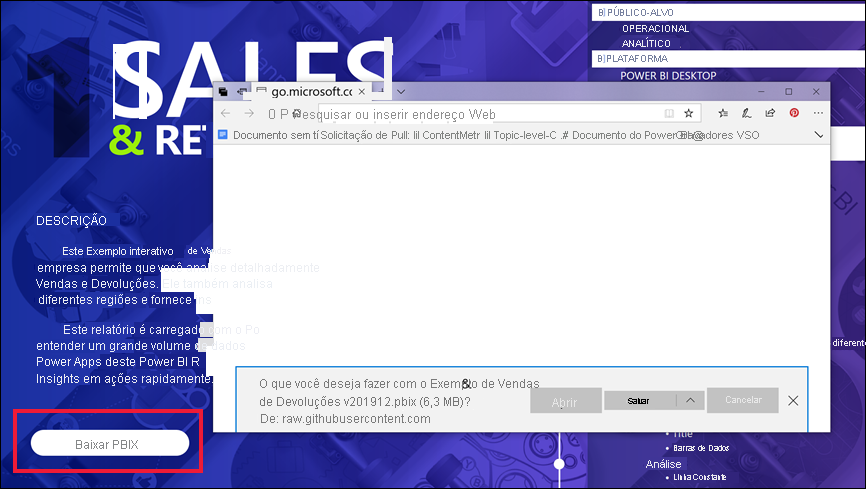 SALES
& RE
B) PÚBLICO-ALVO
OPERACIONAL
ANALÍTICO
B) PLATAFORMA
POWER BI DESKTOP
go.microsoft.cc
Pesquisar ou inserir endereço Web
Documento sem tí Solicitação de Pull: lil ContentMetr lil Topic-level-C .# Documento do Power VSO
DESCRIÇÃO
Este Exemplo interativo de Vendas
empresa permite que você analise detalhadamente
Vendas e Devoluções. Ele também analisa
diferentes regiões e fornece ins
Este relatório é carregado com o Po
entender um grande volume de dados
Power Apps deste Power BI R
Insights em ações rapidamente.
Baixar PBIX
O que você deseja fazer com o Exemplo de Vendas
&
de Devoluções v201912.pbix (6,3 MB)?
De: raw.githubusercontent.com
Abrir
Saluar
Cancelar
diferente
Title
Barras de Dados
Análise
Linha Constante